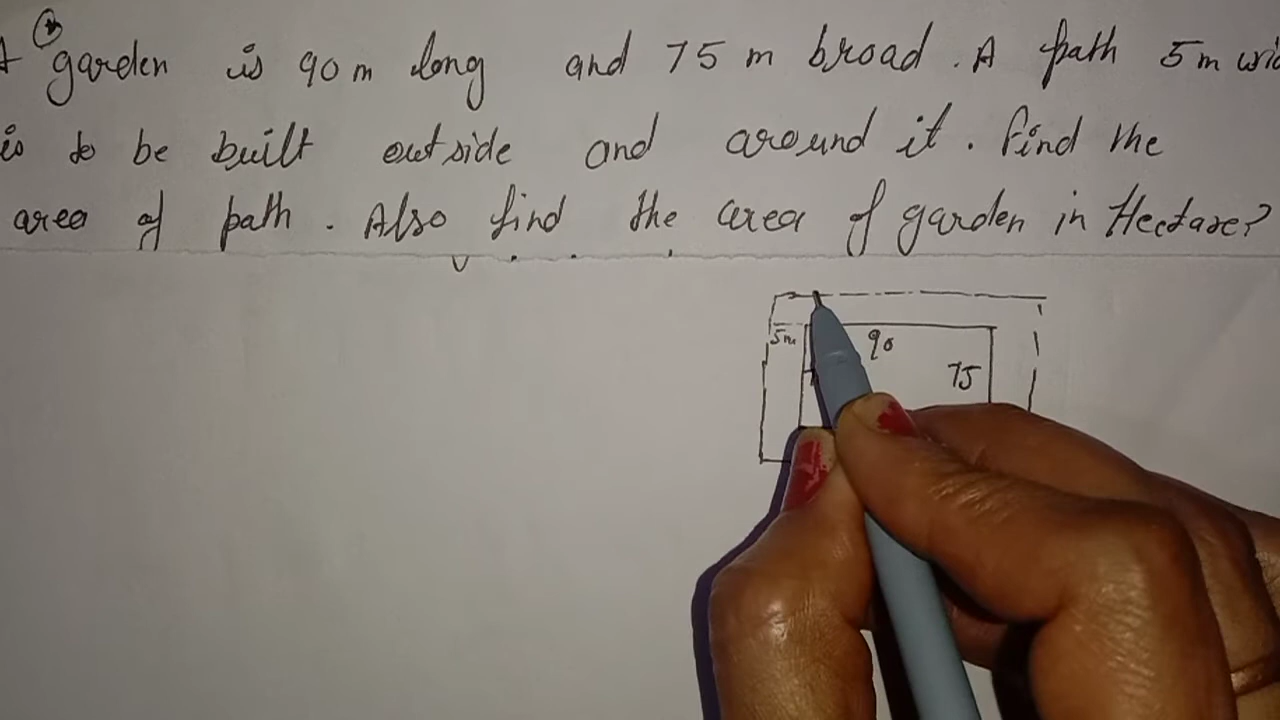 A garden is 90 m long and 75 m broad. A path 5 m wid
is to be built outside and around it. find the
area of path. Also find the area of garden in Hectare?
5m
90
75